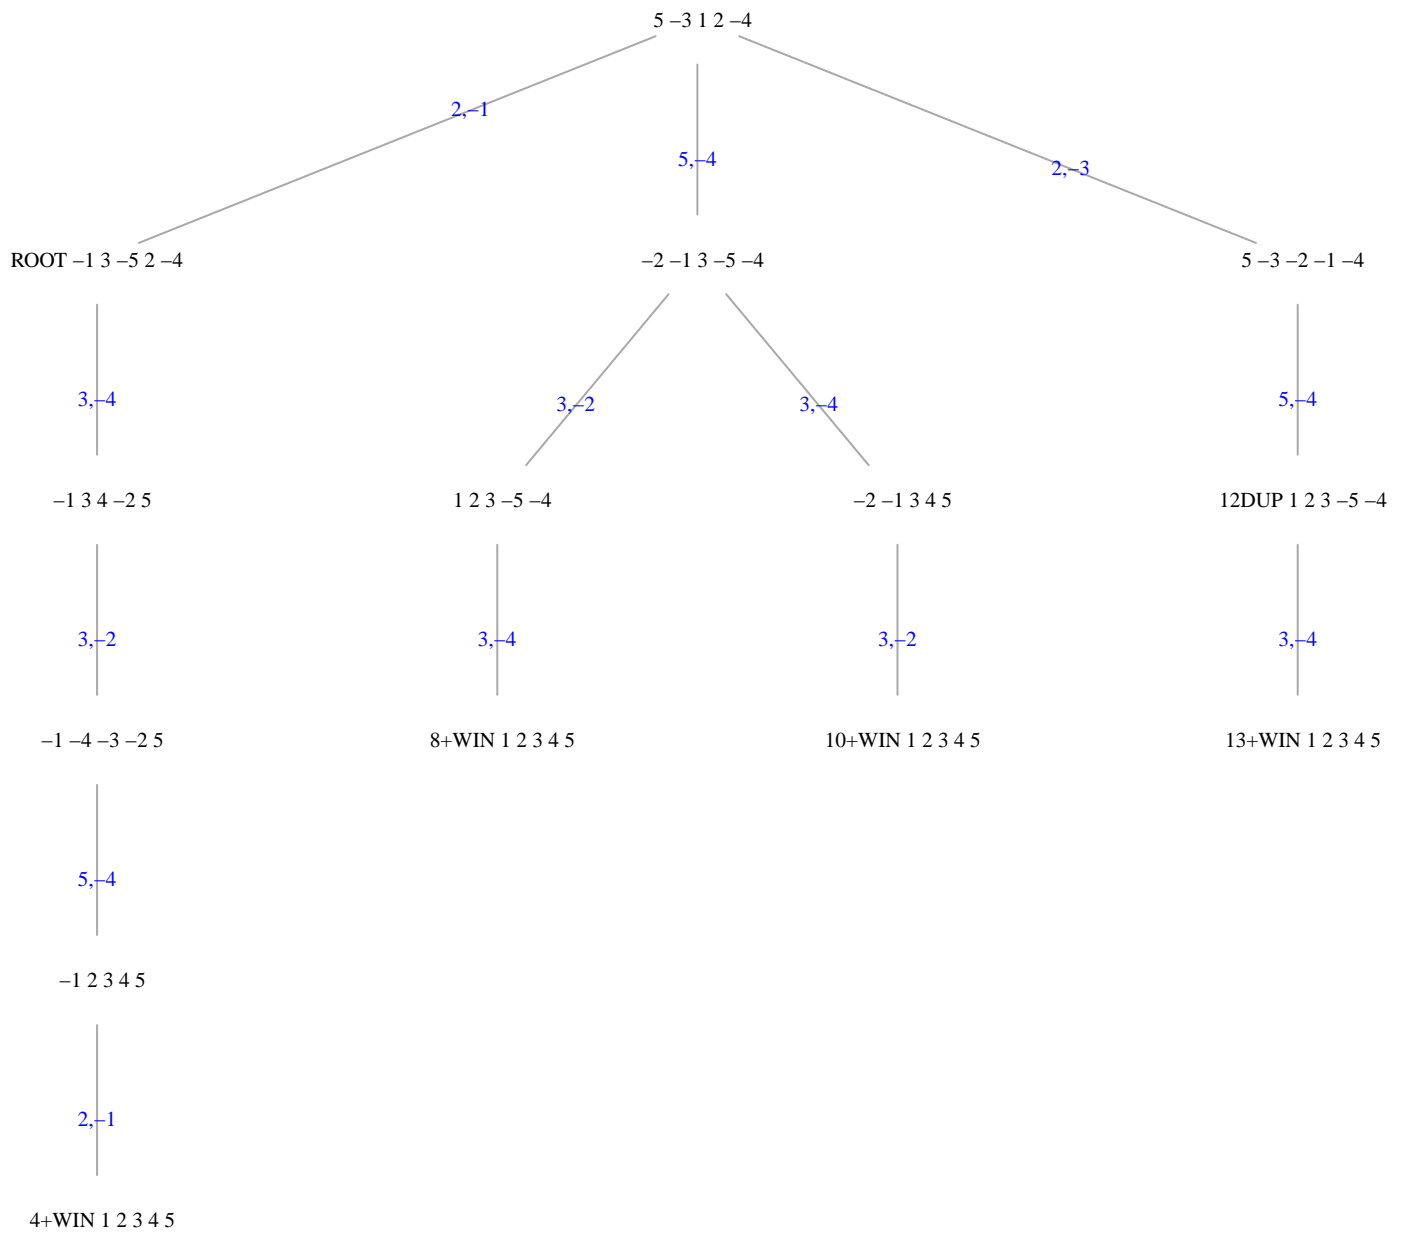 5 –3 1 2 –4
2,–1
5,–4
2,–3
ROOT –1 3 –5 2 –4
–2 –1 3 –5 –4
5 –3 –2 –1 –4
3,–4
3,–2
3,–4
5,–4
–1 3 4 –2 5
1 2 3 –5 –4
–2 –1 3 4 5
12DUP 1 2 3 –5 –4
3,–2
3,–4
3,–2
3,–4
–1 –4 –3 –2 5
8+WIN 1 2 3 4 5
10+WIN 1 2 3 4 5
13+WIN 1 2 3 4 5
5,–4
–1 2 3 4 5
2,–1
4+WIN 1 2 3 4 5